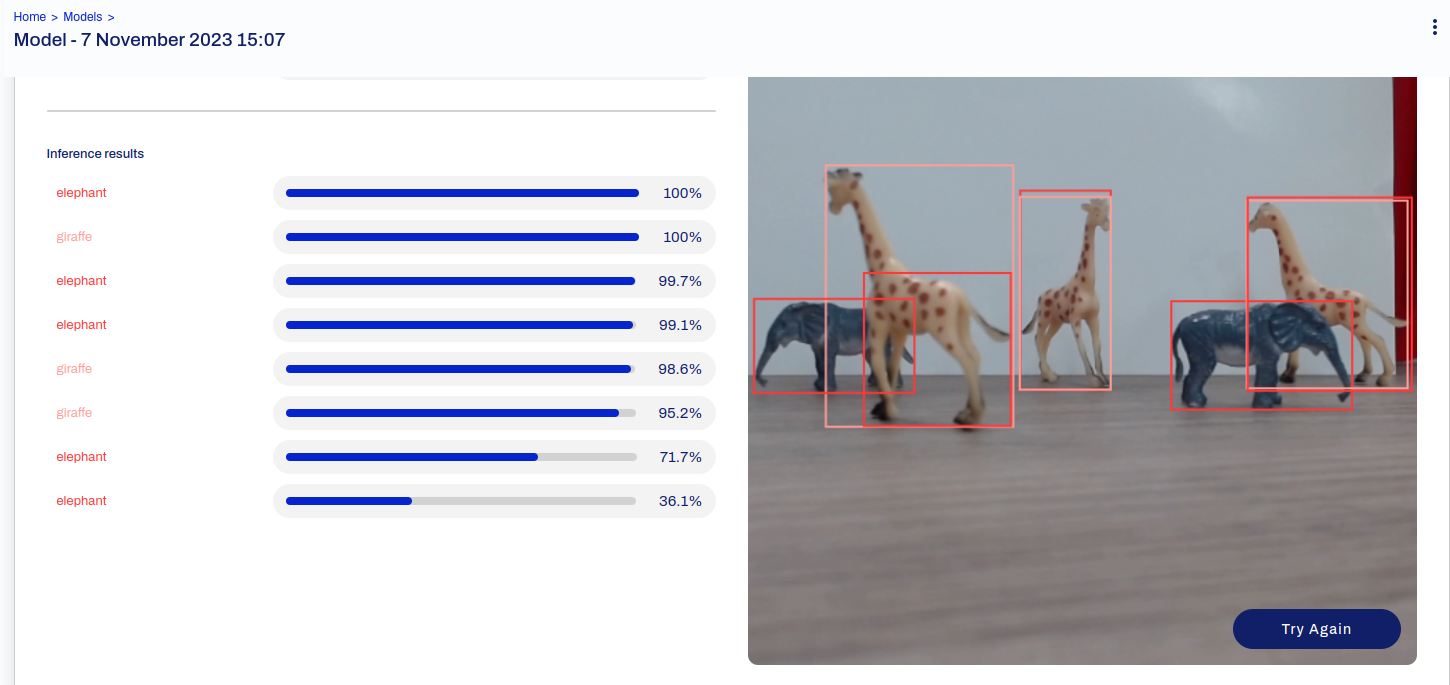 Home > Models >
Model - 7 November 2023 15:07
Inference results
elephant 100%
giraffe 100%
elephant 99.7%
elephant 99.1%
giraffe 98.6%
giraffe 95.2%
elephant 71.7%
elephant 36.1%
Try Again